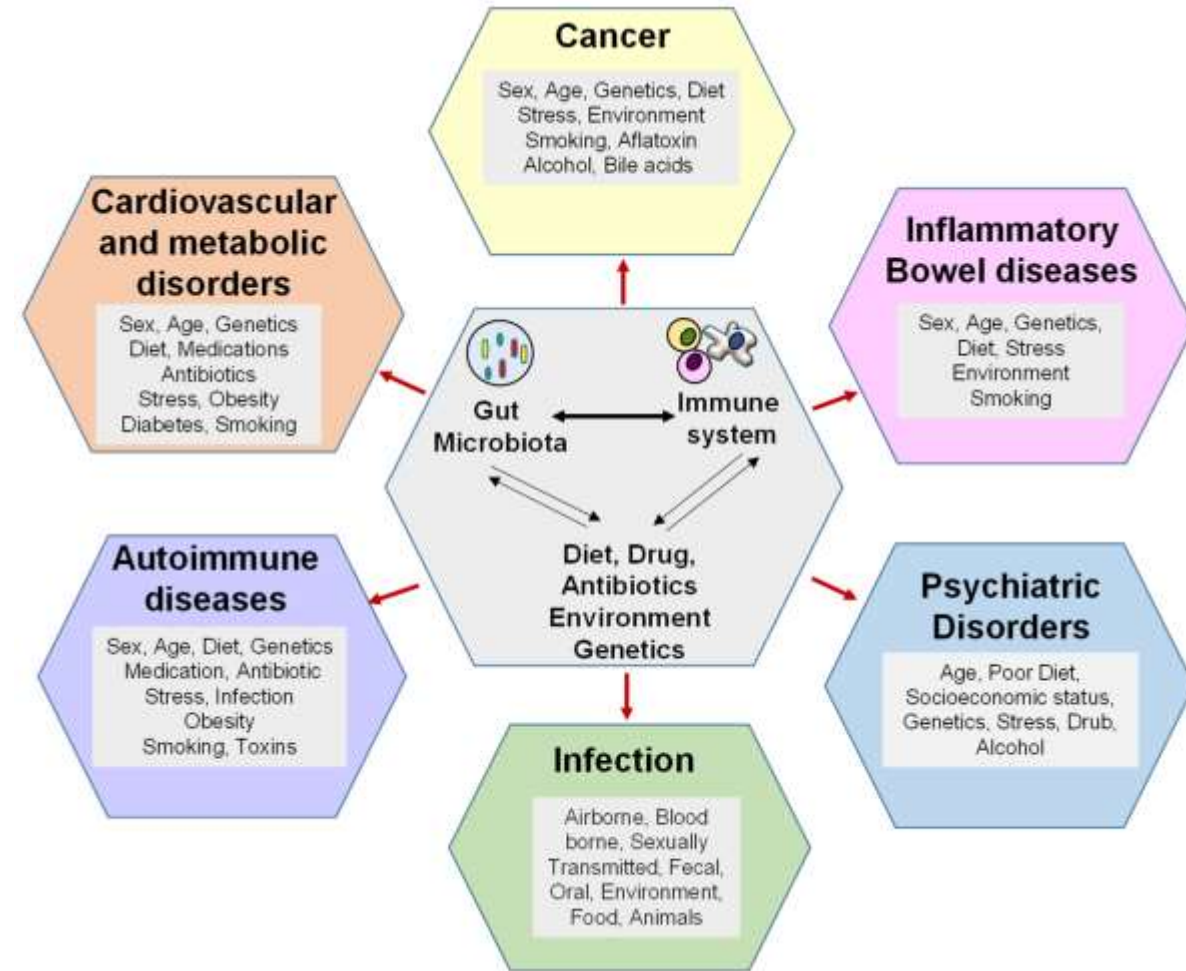 Cancer
Sex, Age, Genetics, Diet
Stress, Environment
Smoking, Aflatoxin
Alcohol, Bile acids
Cardiovascular
and metabolic
disorders
Sex, Age, Genetics
Diet, Medications
Antibiotics
Stress, Obesity
Diabetes, Smoking
Inflammatory
Bowel diseases
Sex, Age, Genetics,
Diet, Stress
Environment
Smoking
Gut
Microbiota
Immune
system
Diet, Drug,
Antibiotics
Environment
Genetics
Autoimmune
diseases
Sex, Age, Diet, Genetics
Medication, Antibiotic
Stress, Infection
Obesity
Smoking, Toxins
Psychiatric
Disorders
Age, Poor Diet,
Socioeconomic status,
Genetics, Stress, Drub,
Alcohol
Infection
Airborne, Blood
borne, Sexually
Transmitted, Fecal,
Oral, Environment,
Food, Animals